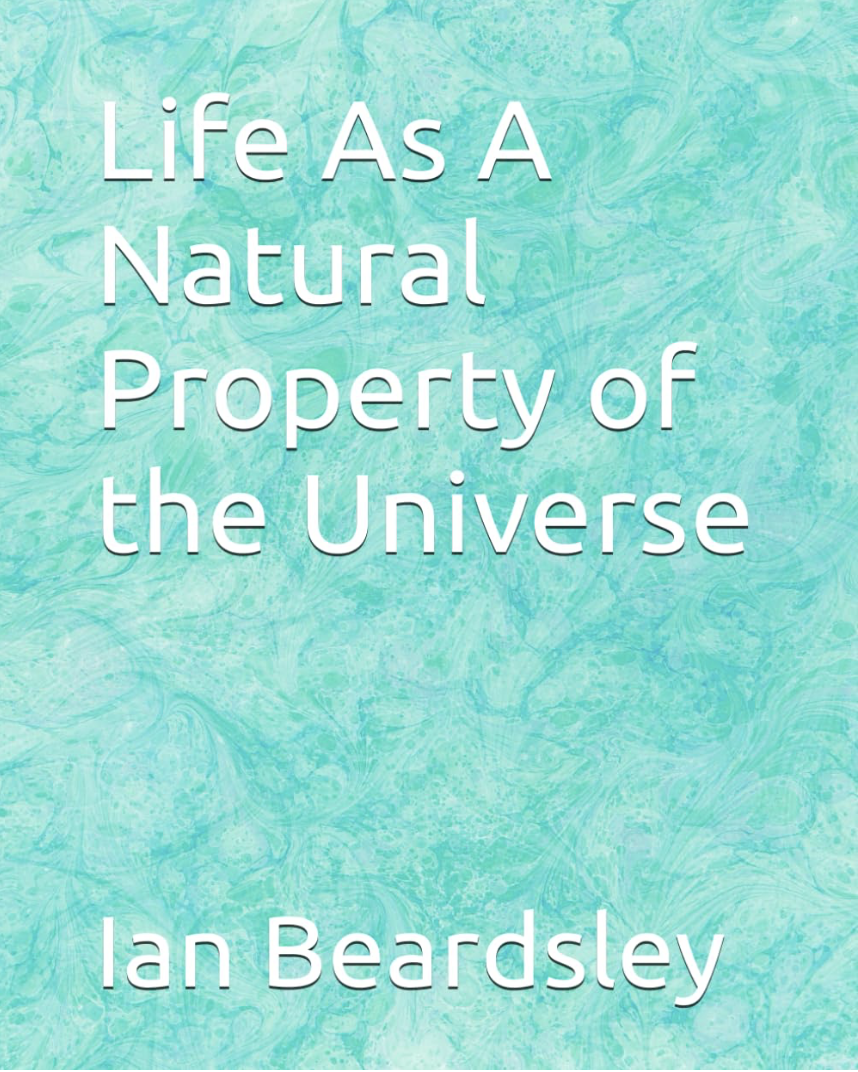 Life As A
Natural
Property of
the Universe
Ian Beardsley